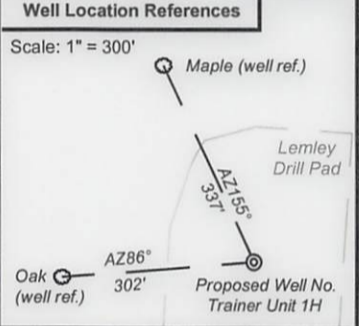 Well Location References
Scale: 1" = 300'
Maple (well ref.)
Lemley
Drill Pad
AZ155°
337'
AZ86°
302'
Oak
(well ref.)
Proposed Well No.
Trainer Unit 1H